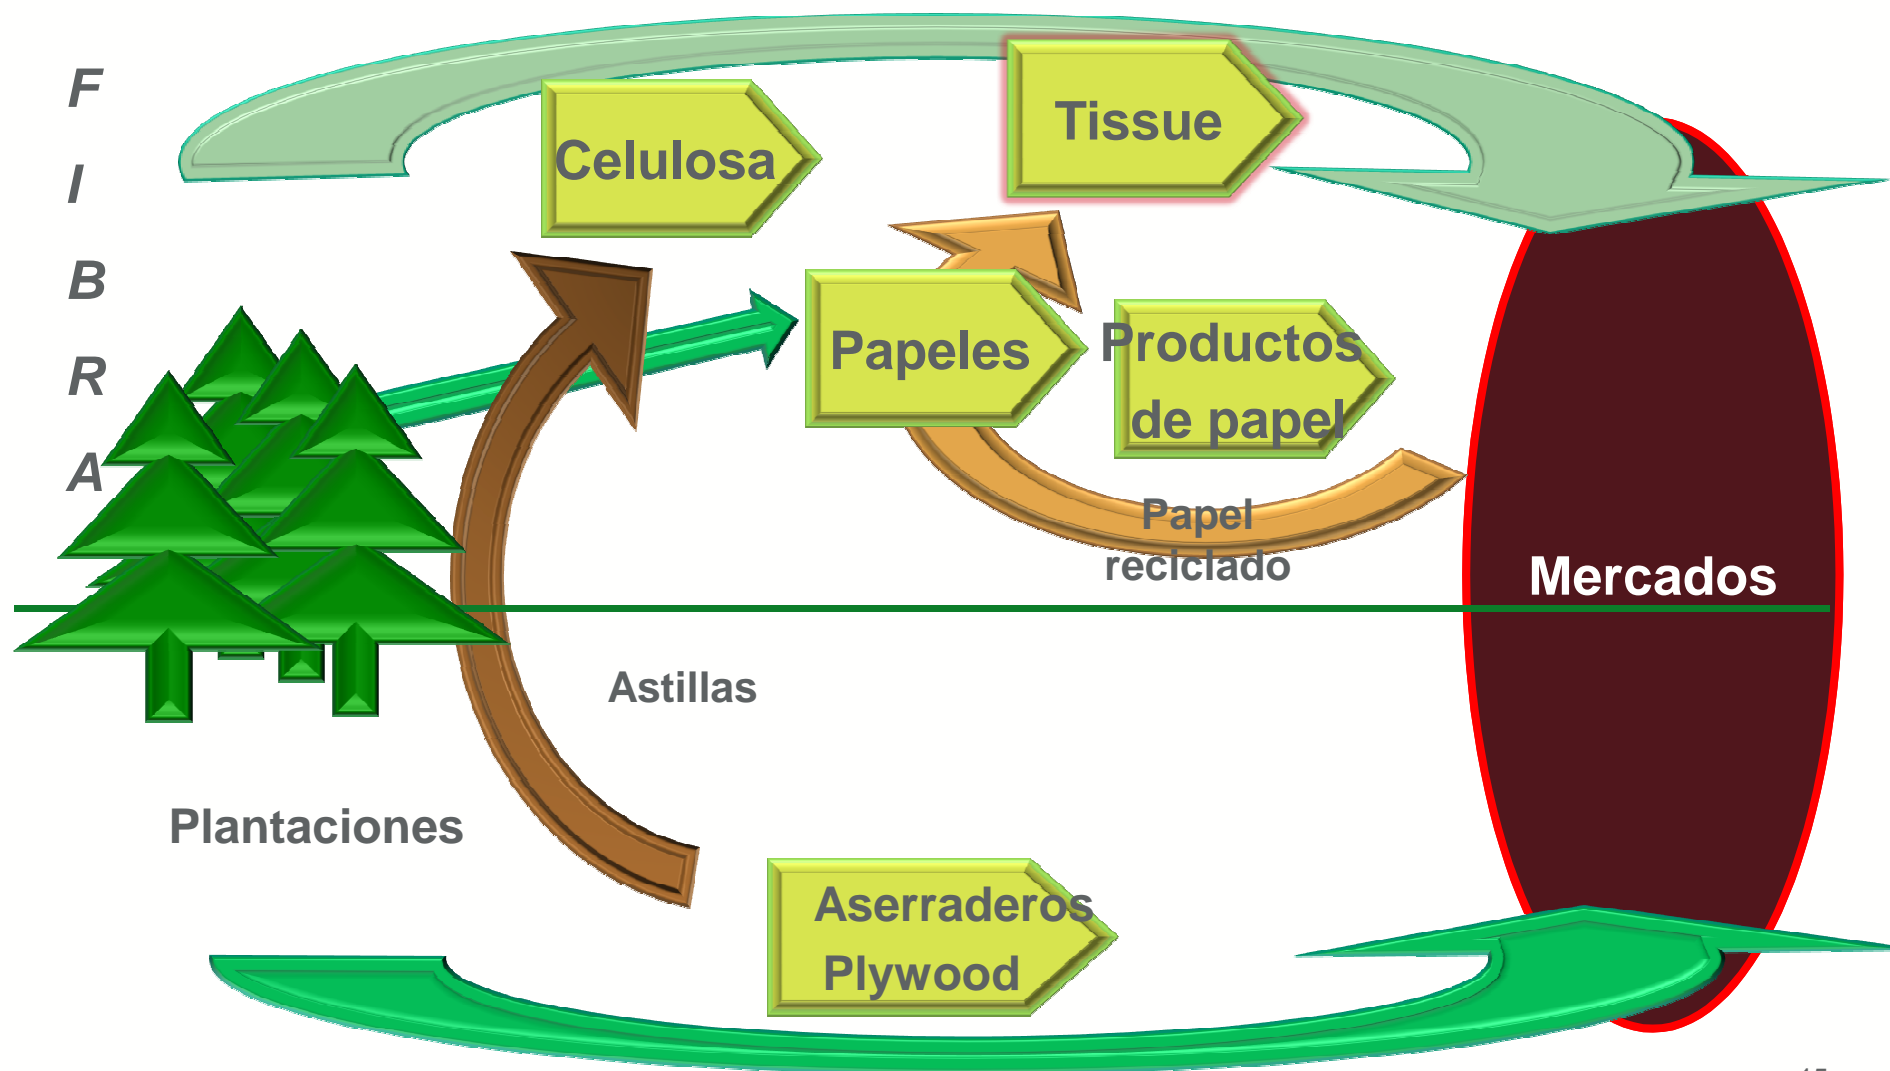 F
I
B
R
A
Celulosa
Tissue
Papeles
Productos
de papel
Papel
reciclado
Mercados
Astillas
Plantaciones
Aserraderos
Plywood